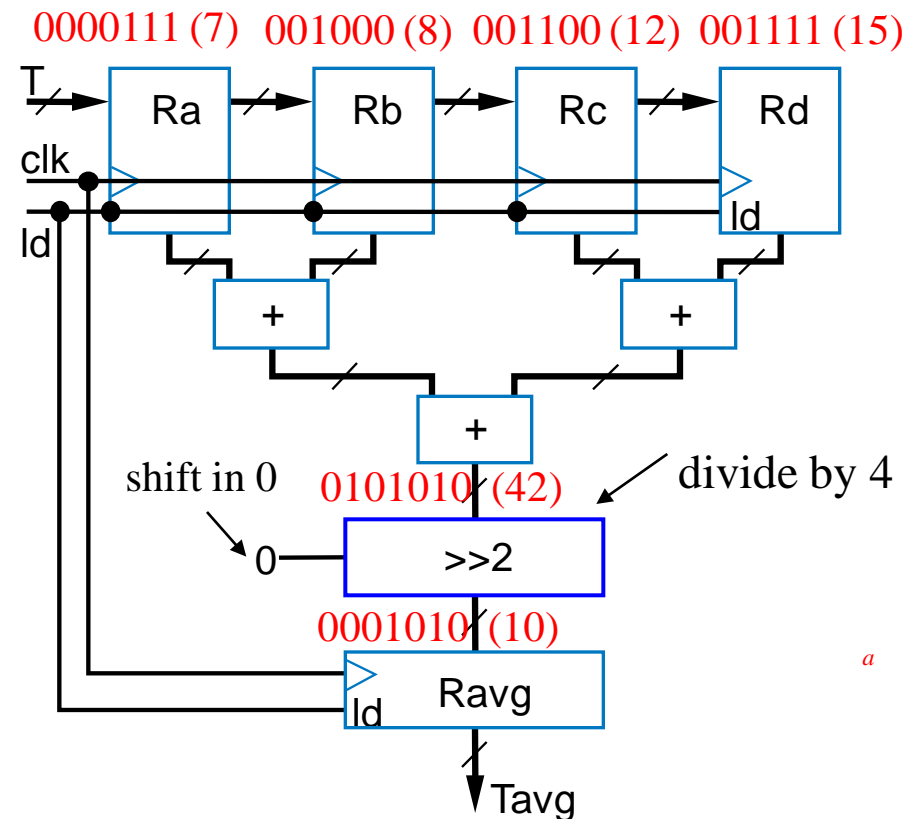 0000111 (7) 001000 (8) 001100 (12) 001111 (15)
T
Ra Rb Rc Rd
clk
ld
ld
+ +
+
shift in 0
0101010 (42)
divide by 4
0 >>2
0001010 (10)
a
Ravg
ld
Tavg